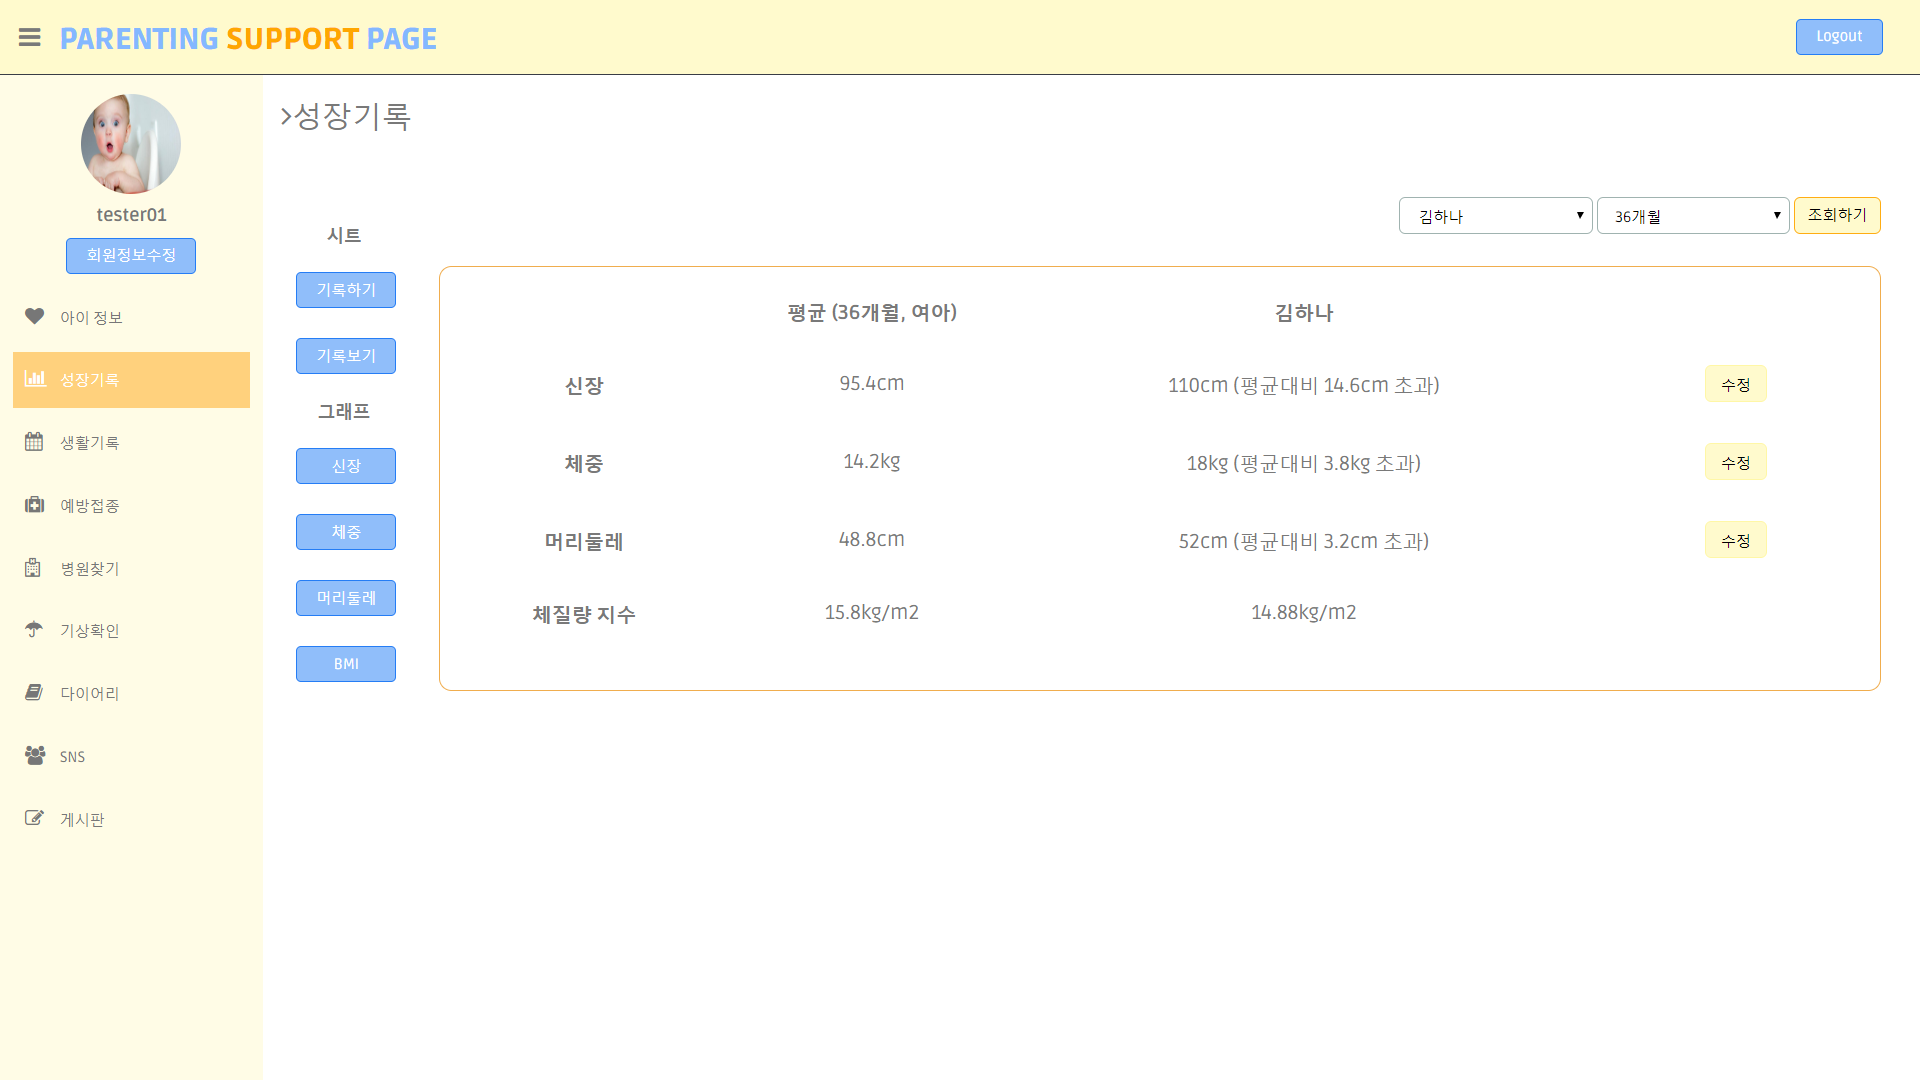 PARENTING SUPPORT PAGE
Logout
tester01
회원정보수정
아이 정보
성장기록
생활기록
예방접종
병원찾기
기상확인
다이어리
SNS
게시판
>성장기록
김하나 36개월 조회하기
시트
기록하기
기록보기
그래프
신장
체중
머리둘레
BMI
평균 (36개월, 여아) 김하나
신장 95.4cm 110cm (평균대비 14.6cm 초과) 수정
체중 14.2kg 18kg (평균대비 3.8kg 초과) 수정
머리둘레 48.8cm 52cm (평균대비 3.2cm 초과) 수정
체질량 지수 15.8kg/m2 14.88kg/m2